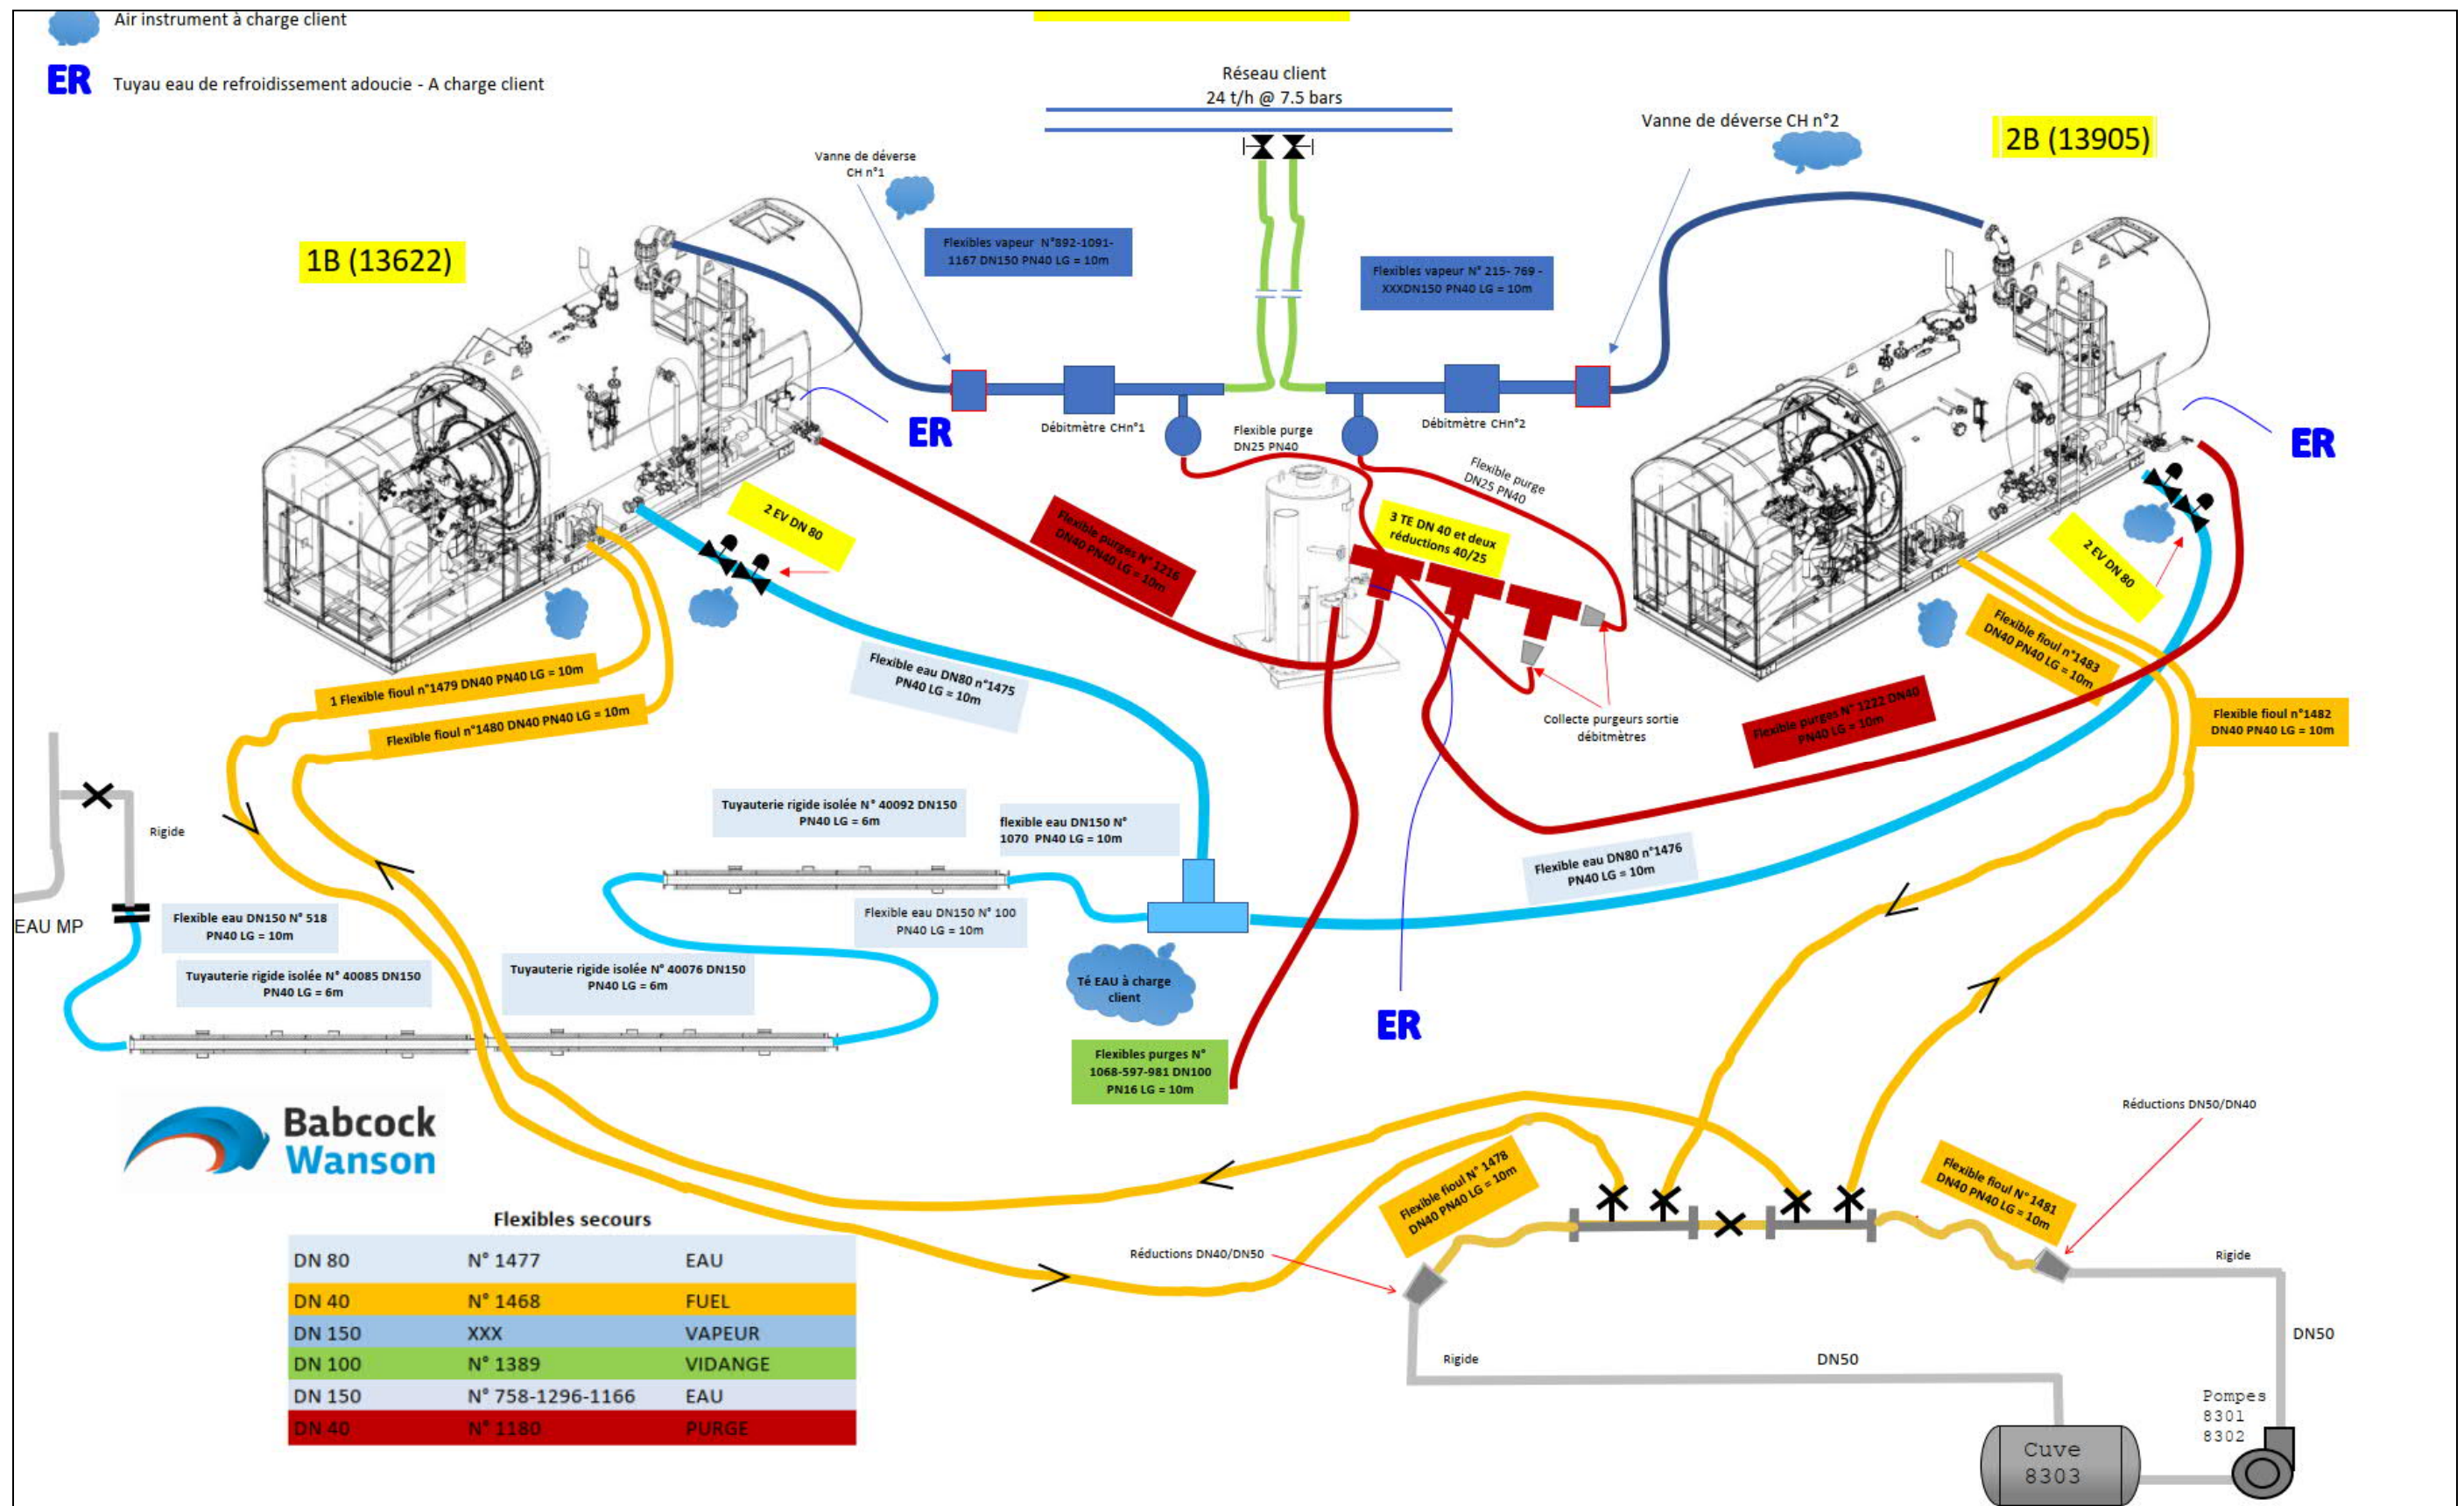 Air instrument à charge client
ER
Tuyau eau de refroidissement adoucie - A charge client
Réseau client
24 t/h @ 7.5 bars
Vanne de déverse CH n°2
2B (13905)
Vanne de déverse
CH n°1
1B (13622)
Flexibles vapeur N°892-1091-
1167 DN150 PN40 LG = 10m
Flexibles vapeur N° 215- 769 -
XXXDN150 PN40 LG = 10m
ER
Débitmètre CHn°1
Flexible purge
DN25 PN40
Débitmètre CHn°2
ER
Flexible purge
DN25 PN40
2 EV DN 80
Flexible purges N° 1216
DN40 PN40 LG = 10m
3 TE DN 40 et deux
réductions 40/25
2 EV DN 80
Flexible fioul n°1483
DN40 PN40 LG = 10m
1 Flexible fioul n°1479 DN40 PN40 LG = 10m
Flexible fioul n°1480 DN40 PN40 LG = 10m
Flexible eau DN80 n°1475
PN40 LG = 10m
Collecte purgeurs sortie
débitmètres
Flexible purges N° 1222 DN40
PN40 LG = 10m
Flexible fioul n°1482
DN40 PN40 LG = 10m
Rigide
Tuyauterie rigide isolée N° 40092 DN150
PN40 LG = 6m
flexible eau DN150 N°
1070 PN40 LG = 10m
Flexible eau DN80 n°1476
PN40 LG = 10m
EAU MP
Flexible eau DN150 N° 518
PN40 LG = 10m
Flexible eau DN150 N° 100
PN40 LG = 10m
Tuyauterie rigide isolée N° 40085 DN150
PN40 LG = 6m
Tuyauterie rigide isolée N° 40076 DN150
PN40 LG = 6m
Té EAU à charge
client
ER
Flexibles purges N°
1068-597-981 DN100
PN16 LG = 10m
Babcock
Wanson
Réductions DN50/DN40
Flexible fioul N° 1478
DN40 PN40 LG = 10m
Flexible fioul N° 1481
DN40 PN40 LG = 10m
Réductions DN40/DN50
Rigide
Flexibles secours
DN 80 N° 1477 EAU
DN 40 N° 1468 FUEL
DN 150 XXX VAPEUR
DN 100 N° 1389 VIDANGE
DN 150 N° 758-1296-1166 EAU
DN 40 N° 1180 PURGE
Rigide
DN50
DN50
Pompes
8301
8302
Cuve
8303